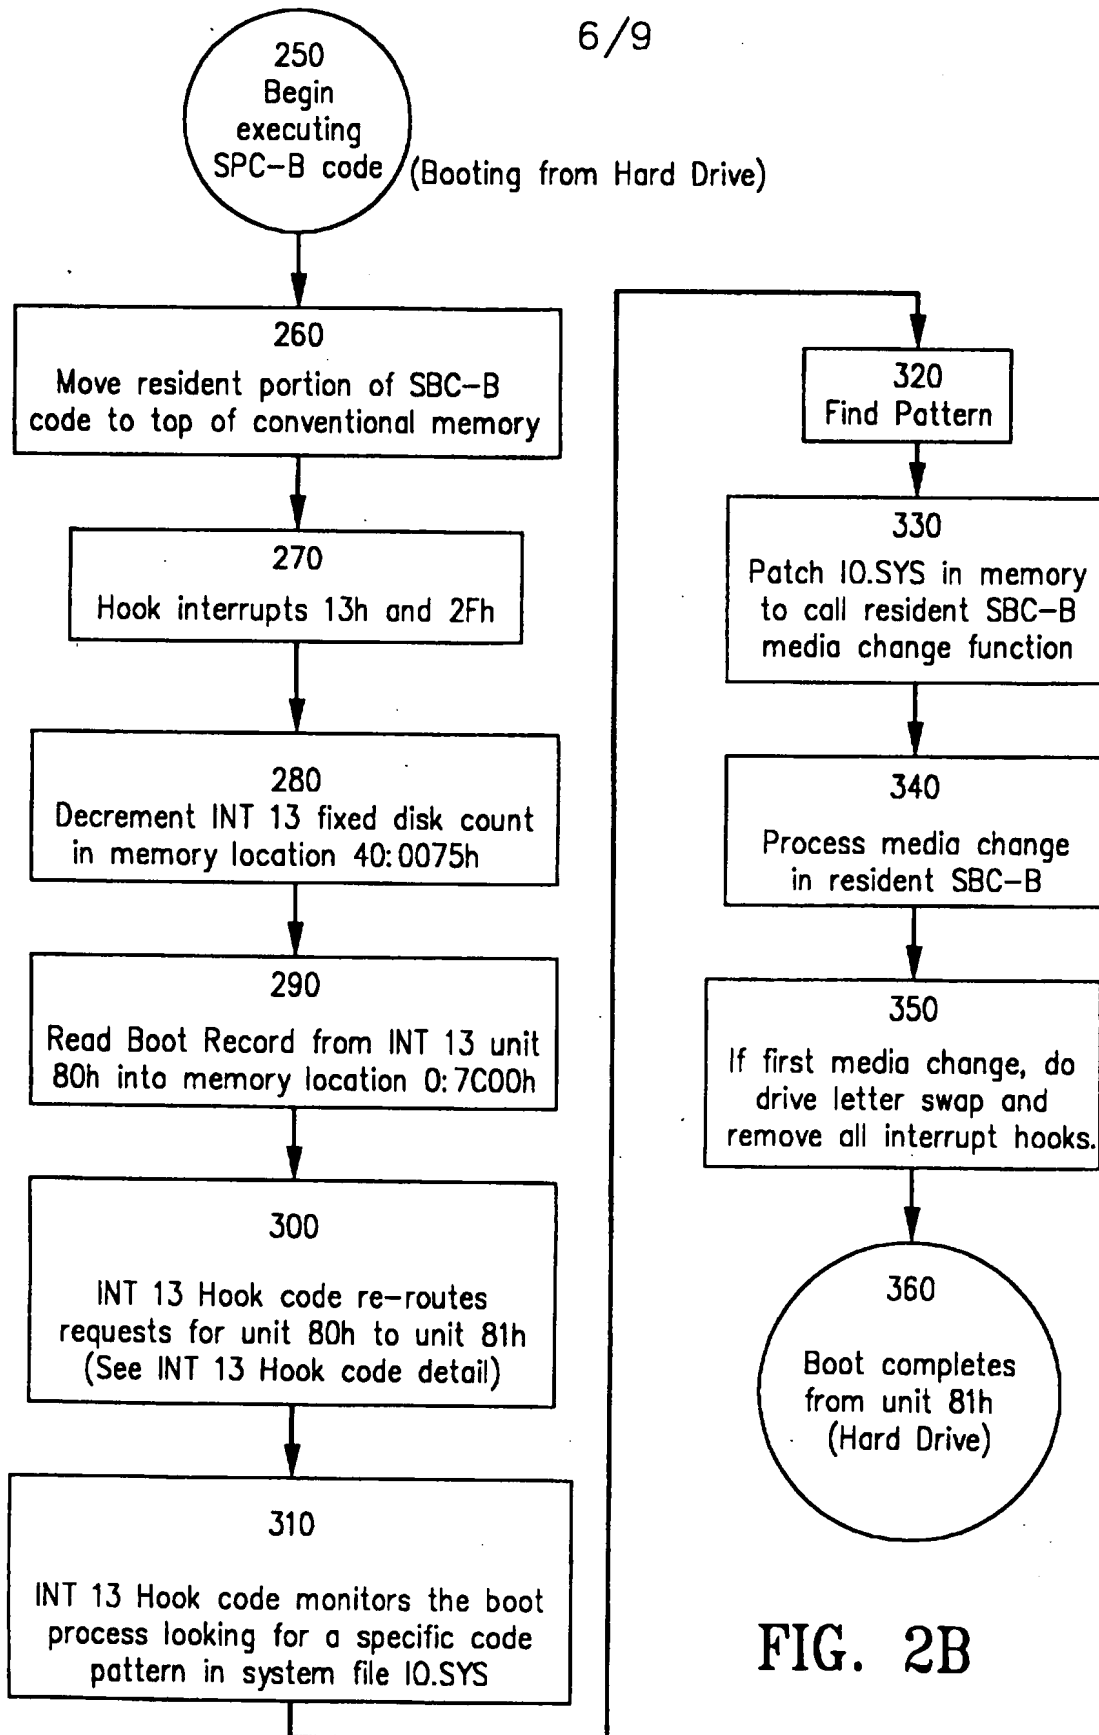 6/9
250
Begin
executing
SPC-B code
(Booting from Hard Drive)
260
Move resident portion of SBC-B
code to top of conventional memory
270
Hook interrupts 13h and 2Fh
280
Decrement INT 13 fixed disk count
in memory location 40:0075h
290
Read Boot Record from INT 13 unit
80h into memory location 0:7C00h
300
INT 13 Hook code re-routes
requests for unit 80h to unit 81h
(See INT 13 Hook code detail)
310
INT 13 Hook code monitors the boot
process looking for a specific code
pattern in system file IO.SYS
320
Find Pattern
330
Patch IO.SYS in memory
to call resident SBC-B
media change function
340
Process media change
in resident SBC-B
350
If first media change, do
drive letter swap and
remove all interrupt hooks.
360
Boot completes
from unit 81h
(Hard Drive)
FIG. 2B